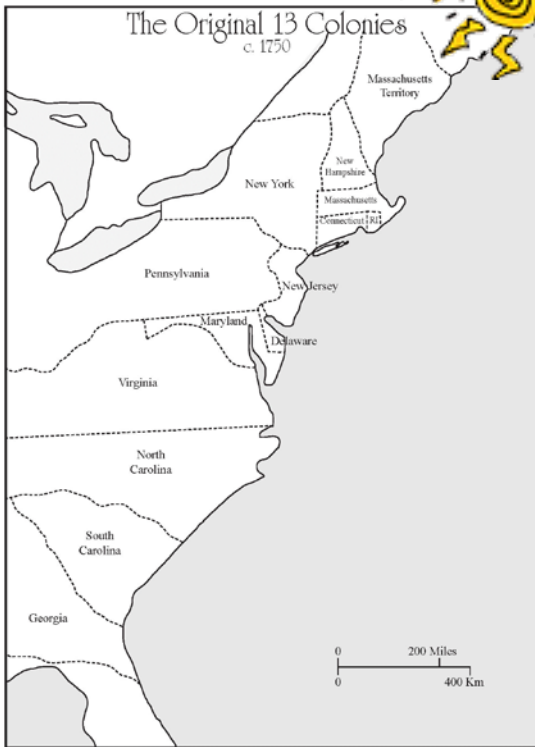 The Original 13 Colonies
c. 1750
Massachusetts
Territory
New
Hampshire
New York
Massachusetts
Connecticut
RI
Pennsylvania
New Jersey
Maryland
Delaware
Virginia
North
Carolina
South
Carolina
Georgia
0 200 Miles
0 400 Km